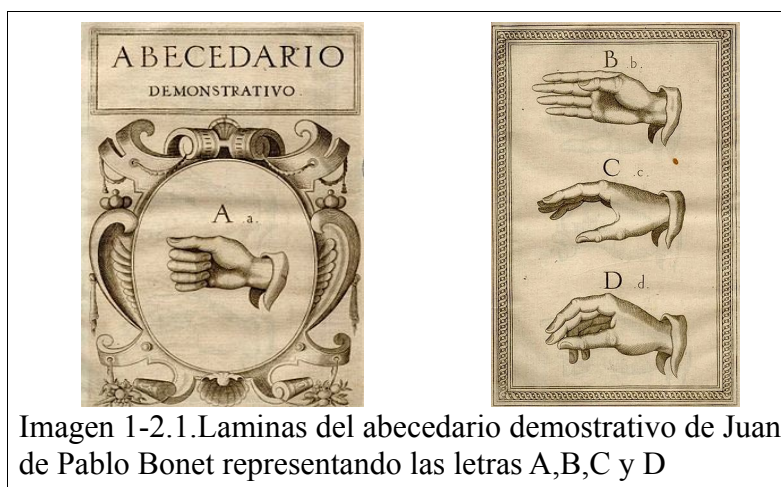 ABECEDARIO
DEMONSTRATIVO.
A a.
B b.
C c.
D d.
Imagen 1-2.1.Laminas del abecedario demostrativo de Juan
de Pablo Bonet representando las letras A,B,C y D